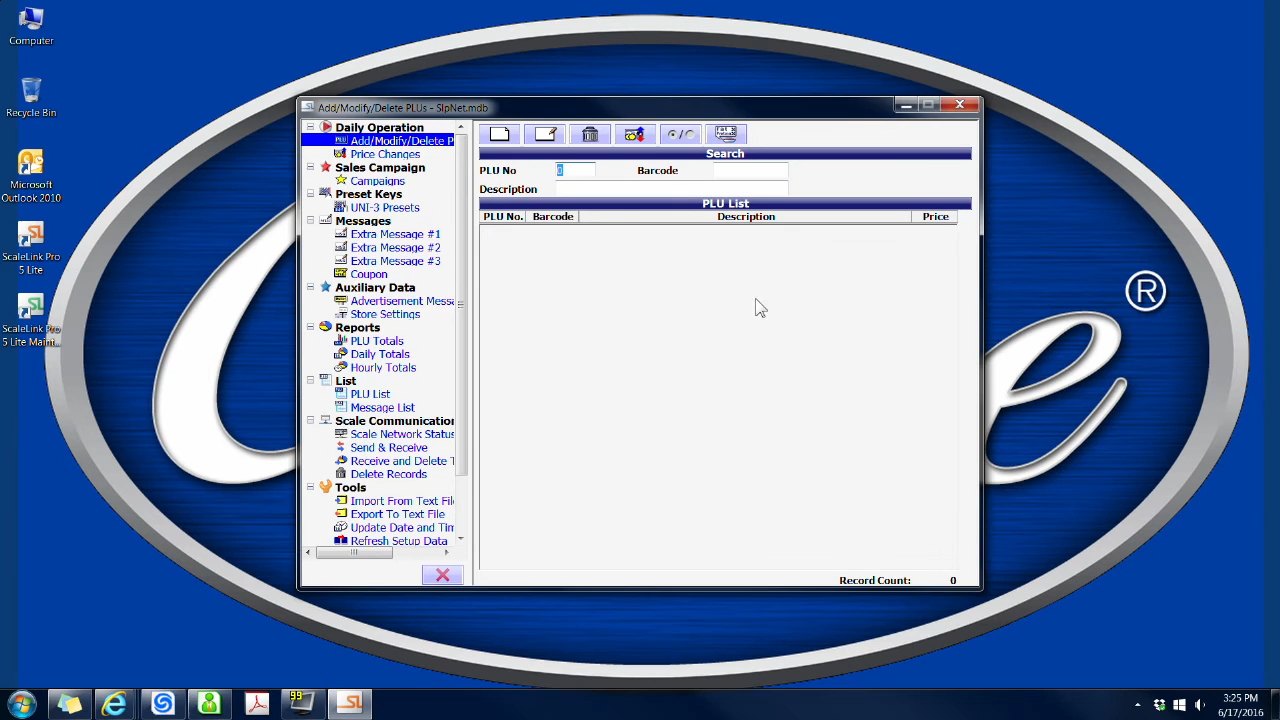 Computer
Recycle Bin
Microsoft
Outlook 2010
ScaleLink Pro
5 Lite
ScaleLink Pro
5 Lite Maint...
Add/Modify/Delete PLUs - SlpNet.mdb
Daily Operation
PLU Add/Modify/Delete P
Price Changes
Sales Campaign
Campaigns
Preset Keys
UNI-3 Presets
Messages
Extra Message #1
Extra Message #2
Extra Message #3
Coupon
Auxiliary Data
Advertisement Messa
Store Settings
Reports
PLU Totals
Daily Totals
Hourly Totals
List
PLU List
Message List
Scale Communication
Scale Network Status
Send & Receive
Receive and Delete T
Delete Records
Tools
Import From Text Fil
Export To Text File
Update Date and Tim
Refresh Setup Data
Search
PLU No 0 Barcode
Description
PLU List
PLU No. Barcode Description Price
Record Count: 0
®
SL
99
3:25 PM
6/17/2016